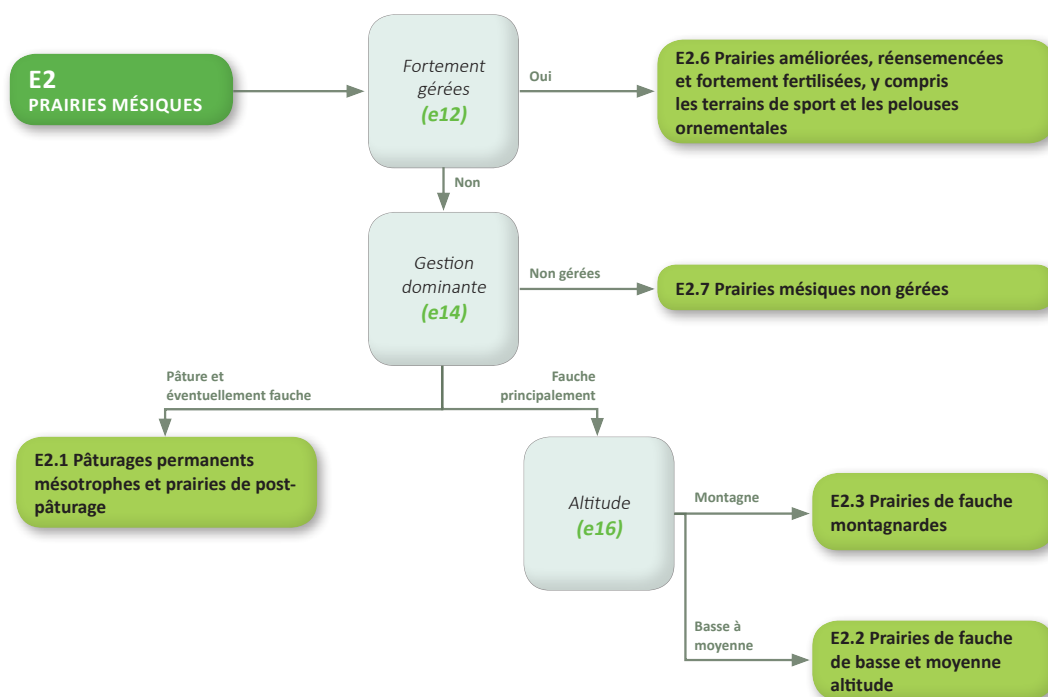 E2
PRAIRIES MÉSIQUES
Fortement
gérées
(e12)
Oui
E2.6 Prairies améliorées, réensemencées
et fortement fertilisées, y compris
les terrains de sport et les pelouses
ornementales
Non
Gestion
dominante
(e14)
Non gérées
E2.7 Prairies mésiques non gérées
Pâture et
éventuellement fauche
Fauche
principalement
E2.1 Pâturages permanents
mésotrophes et prairies de post-
pâturage
Altitude
(e16)
Montagne
E2.3 Prairies de fauche
montagnardes
Basse à
moyenne
E2.2 Prairies de fauche
de basse et moyenne
altitude